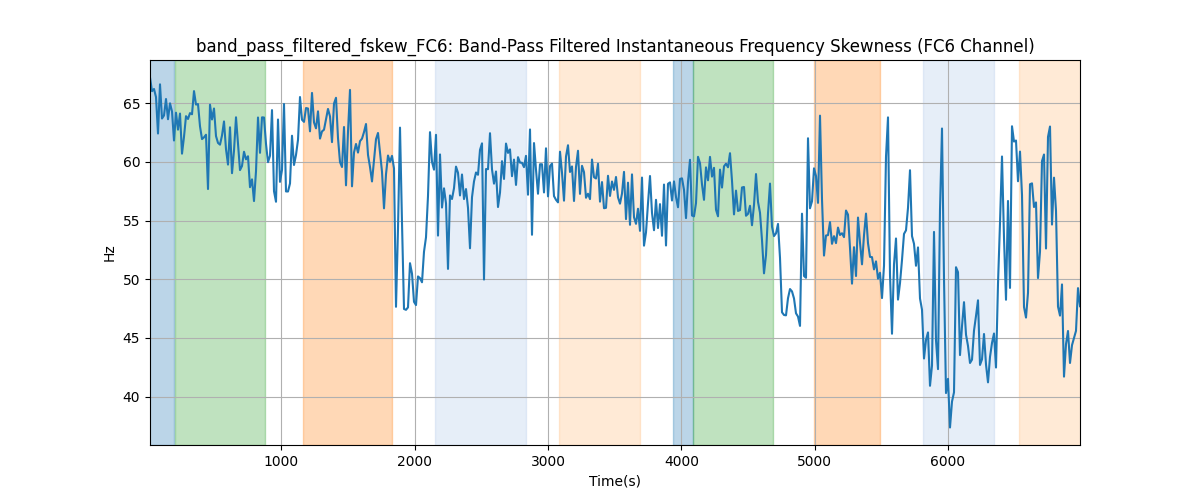 band_pass_filtered_fskew_FC6: Band-Pass Filtered Instantaneous Frequency Skewness (FC6 Channel)
65
60
55
50
45
40
Hz
1000 2000 3000 4000 5000 6000
Time(s)